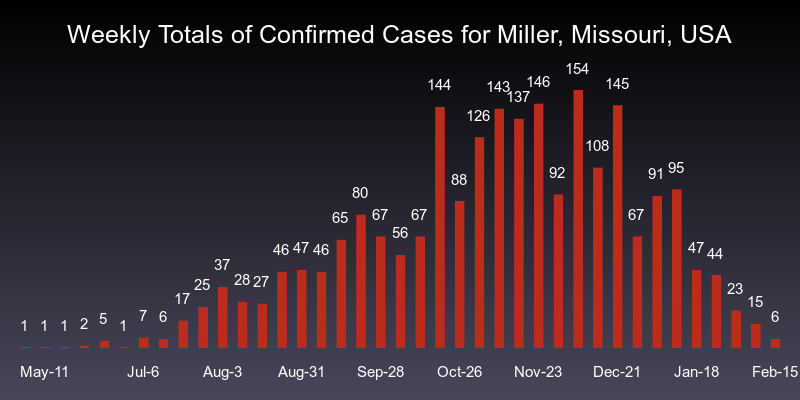 Weekly Totals of Confirmed Cases for Miller, Missouri, USA
1 1 1 2 5 1 7 6 17 25 37 28 27 46 47 46 65 80 67 56 67 144 88 126 143 137 146 92 154 108 145 67 91 95 47 44 23 15 6
May-11 Jul-6 Aug-3 Aug-31 Sep-28 Oct-26 Nov-23 Dec-21 Jan-18 Feb-15